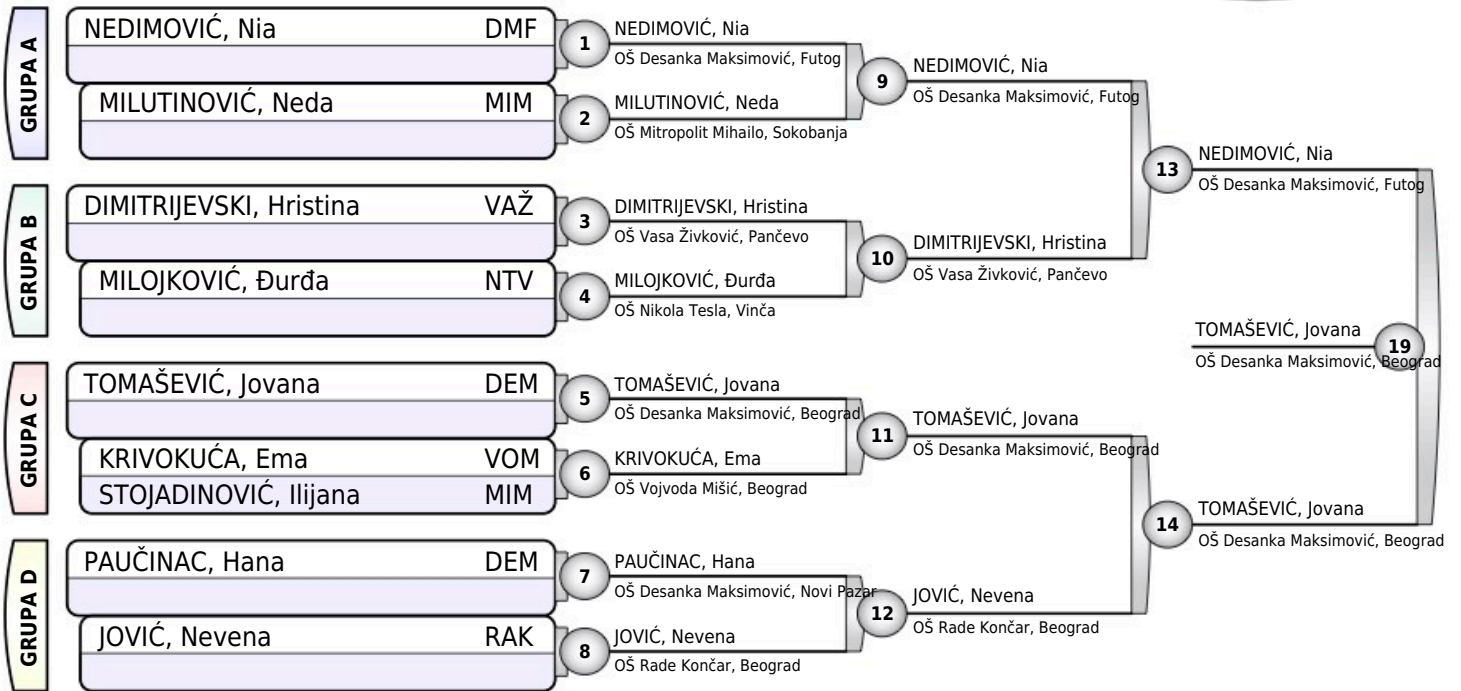 GRUPA A
NEDIMOVIĆ, Nia DMF
MILUTINOVIĆ, Neda MIM
GRUPA B
DIMITRIJEVSKI, Hristina VAŽ
MILOJKOVIĆ, Đurđa NTV
GRUPA C
TOMAŠEVIĆ, Jovana DEM
KRIVOKUĆA, Ema VOM
STOJADINOVIĆ, Ilijana MIM
GRUPA D
PAUČINAC, Hana DEM
JOVIĆ, Nevena RAK
1 NEDIMOVIĆ, Nia
OŠ Desanka Maksimović, Futog
2 MILUTINOVIĆ, Neda
OŠ Mitropolit Mihailo, Sokobanja
3 DIMITRIJEVSKI, Hristina
OŠ Vasa Živković, Pančevo
4 MILOJKOVIĆ, Đurđa
OŠ Nikola Tesla, Vinča
5 TOMAŠEVIĆ, Jovana
OŠ Desanka Maksimović, Beograd
6 KRIVOKUĆA, Ema
OŠ Vojvoda Mišić, Beograd
7 PAUČINAC, Hana
OŠ Desanka Maksimović, Novi Pazar
8 JOVIĆ, Nevena
OŠ Rade Končar, Beograd
9 NEDIMOVIĆ, Nia
OŠ Desanka Maksimović, Futog
10 DIMITRIJEVSKI, Hristina
OŠ Vasa Živković, Pančevo
11 TOMAŠEVIĆ, Jovana
OŠ Desanka Maksimović, Beograd
12 JOVIĆ, Nevena
OŠ Rade Končar, Beograd
13 NEDIMOVIĆ, Nia
OŠ Desanka Maksimović, Futog
14 TOMAŠEVIĆ, Jovana
OŠ Desanka Maksimović, Beograd
TOMAŠEVIĆ, Jovana 19
OŠ Desanka Maksimović, Beograd